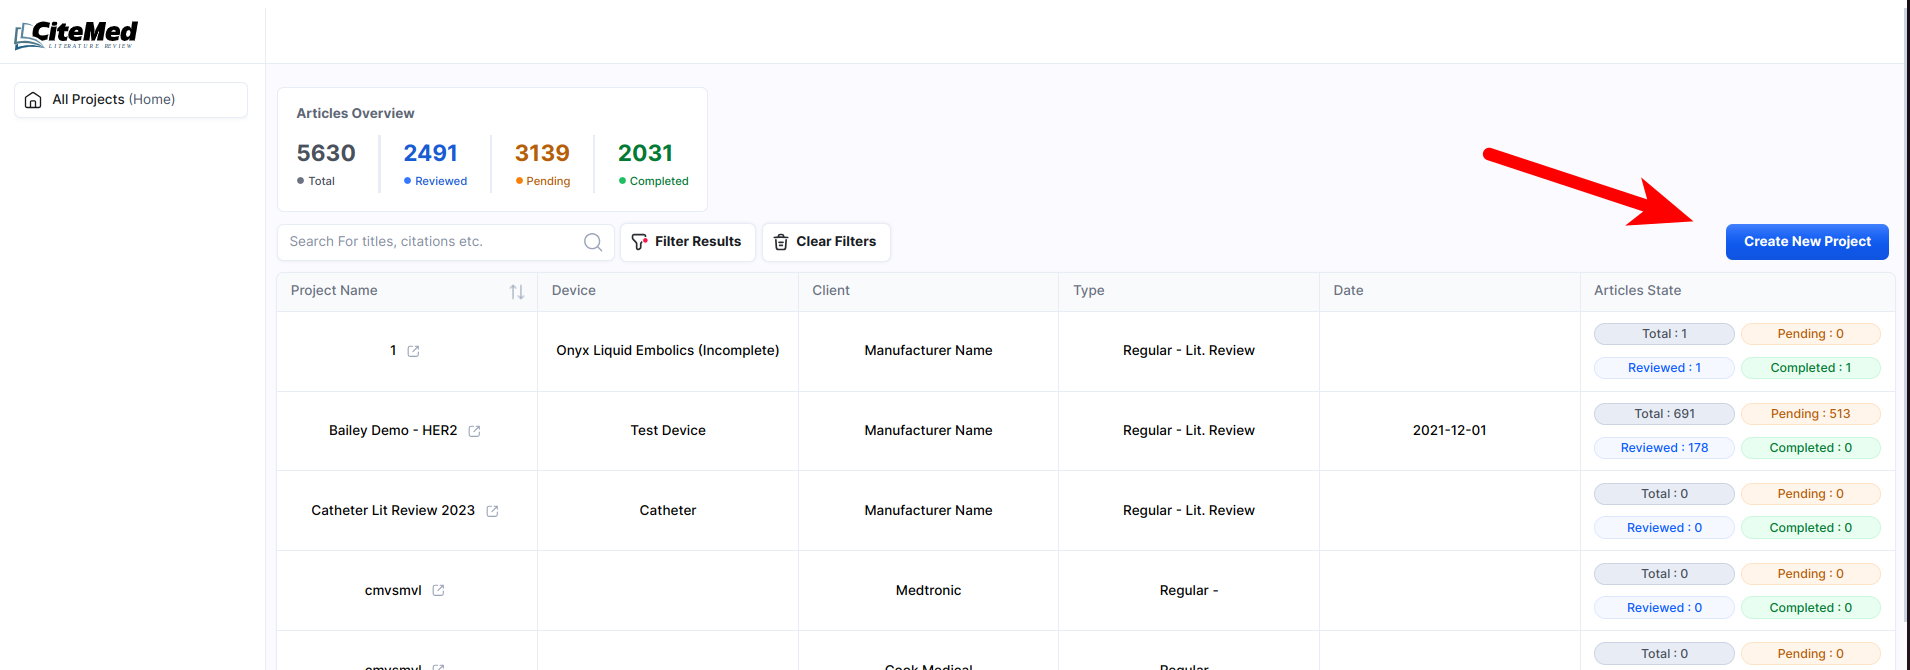 CiteMed
LITERATURE REVIEW
All Projects (Home)
Articles Overview
5630 2491 3139 2031
Total Reviewed Pending Completed
Search For titles, citations etc. Filter Results Clear Filters Create New Project
Project Name Device Client Type Date Articles State
1 Onyx Liquid Embolics (Incomplete) Manufacturer Name Regular - Lit. Review
Total : 1 Pending : 0
Reviewed : 1 Completed : 1
Bailey Demo - HER2 Test Device Manufacturer Name Regular - Lit. Review 2021-12-01
Total : 691 Pending : 513
Reviewed : 178 Completed : 0
Catheter Lit Review 2023 Catheter Manufacturer Name Regular - Lit. Review
Total : 0 Pending : 0
Reviewed : 0 Completed : 0
cmvsmvl Medtronic Regular -
Total : 0 Pending : 0
Reviewed : 0 Completed : 0
cmvsmvl Cook Medical Regular
Total : 0 Pending : 0